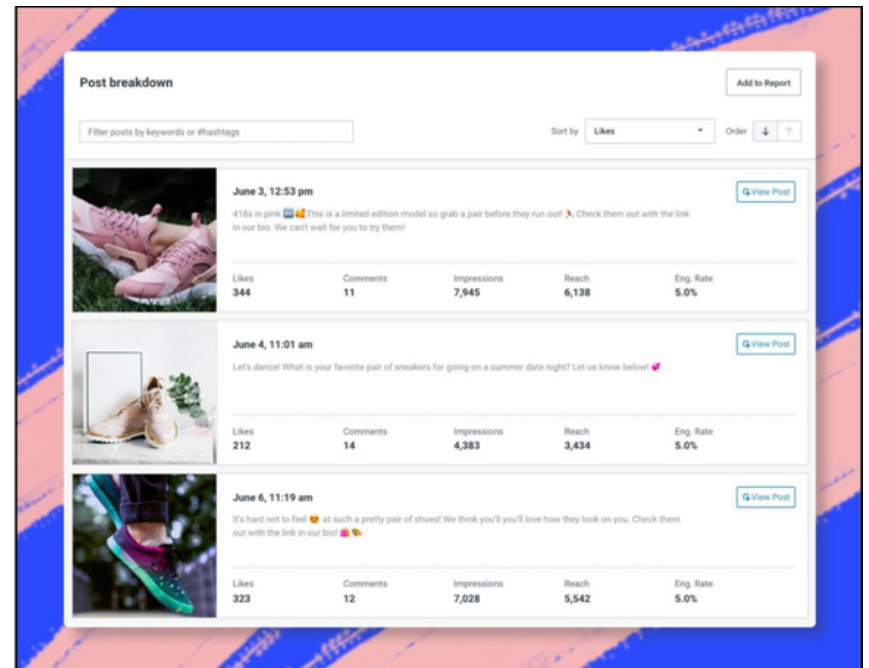 Post breakdown
Add to Report
Filter posts by keywords or #hashtags
Sort by
Likes
Order
June 3, 12:53 pm
View Post
418s in pink 🆕🥰 This is a limited edition model so grab a pair before they run out! 🏃 Check them out with the link
in our bio. We can't wait for you to try them!
Likes Comments Impressions Reach Eng. Rate
344 11 7,945 6,138 5.0%
June 4, 11:01 am
View Post
Let's dance! What is your favorite pair of sneakers for going on a summer date night? Let us know below! 💞
Likes Comments Impressions Reach Eng. Rate
212 14 4,383 3,434 5.0%
June 6, 11:19 am
View Post
It's hard not to feel 😍 at such a pretty pair of shoes! We think you'll you'll love how they look on you. Check them
out with the link in our bio! 🛍️🎨
Likes Comments Impressions Reach Eng. Rate
323 12 7,028 5,542 5.0%